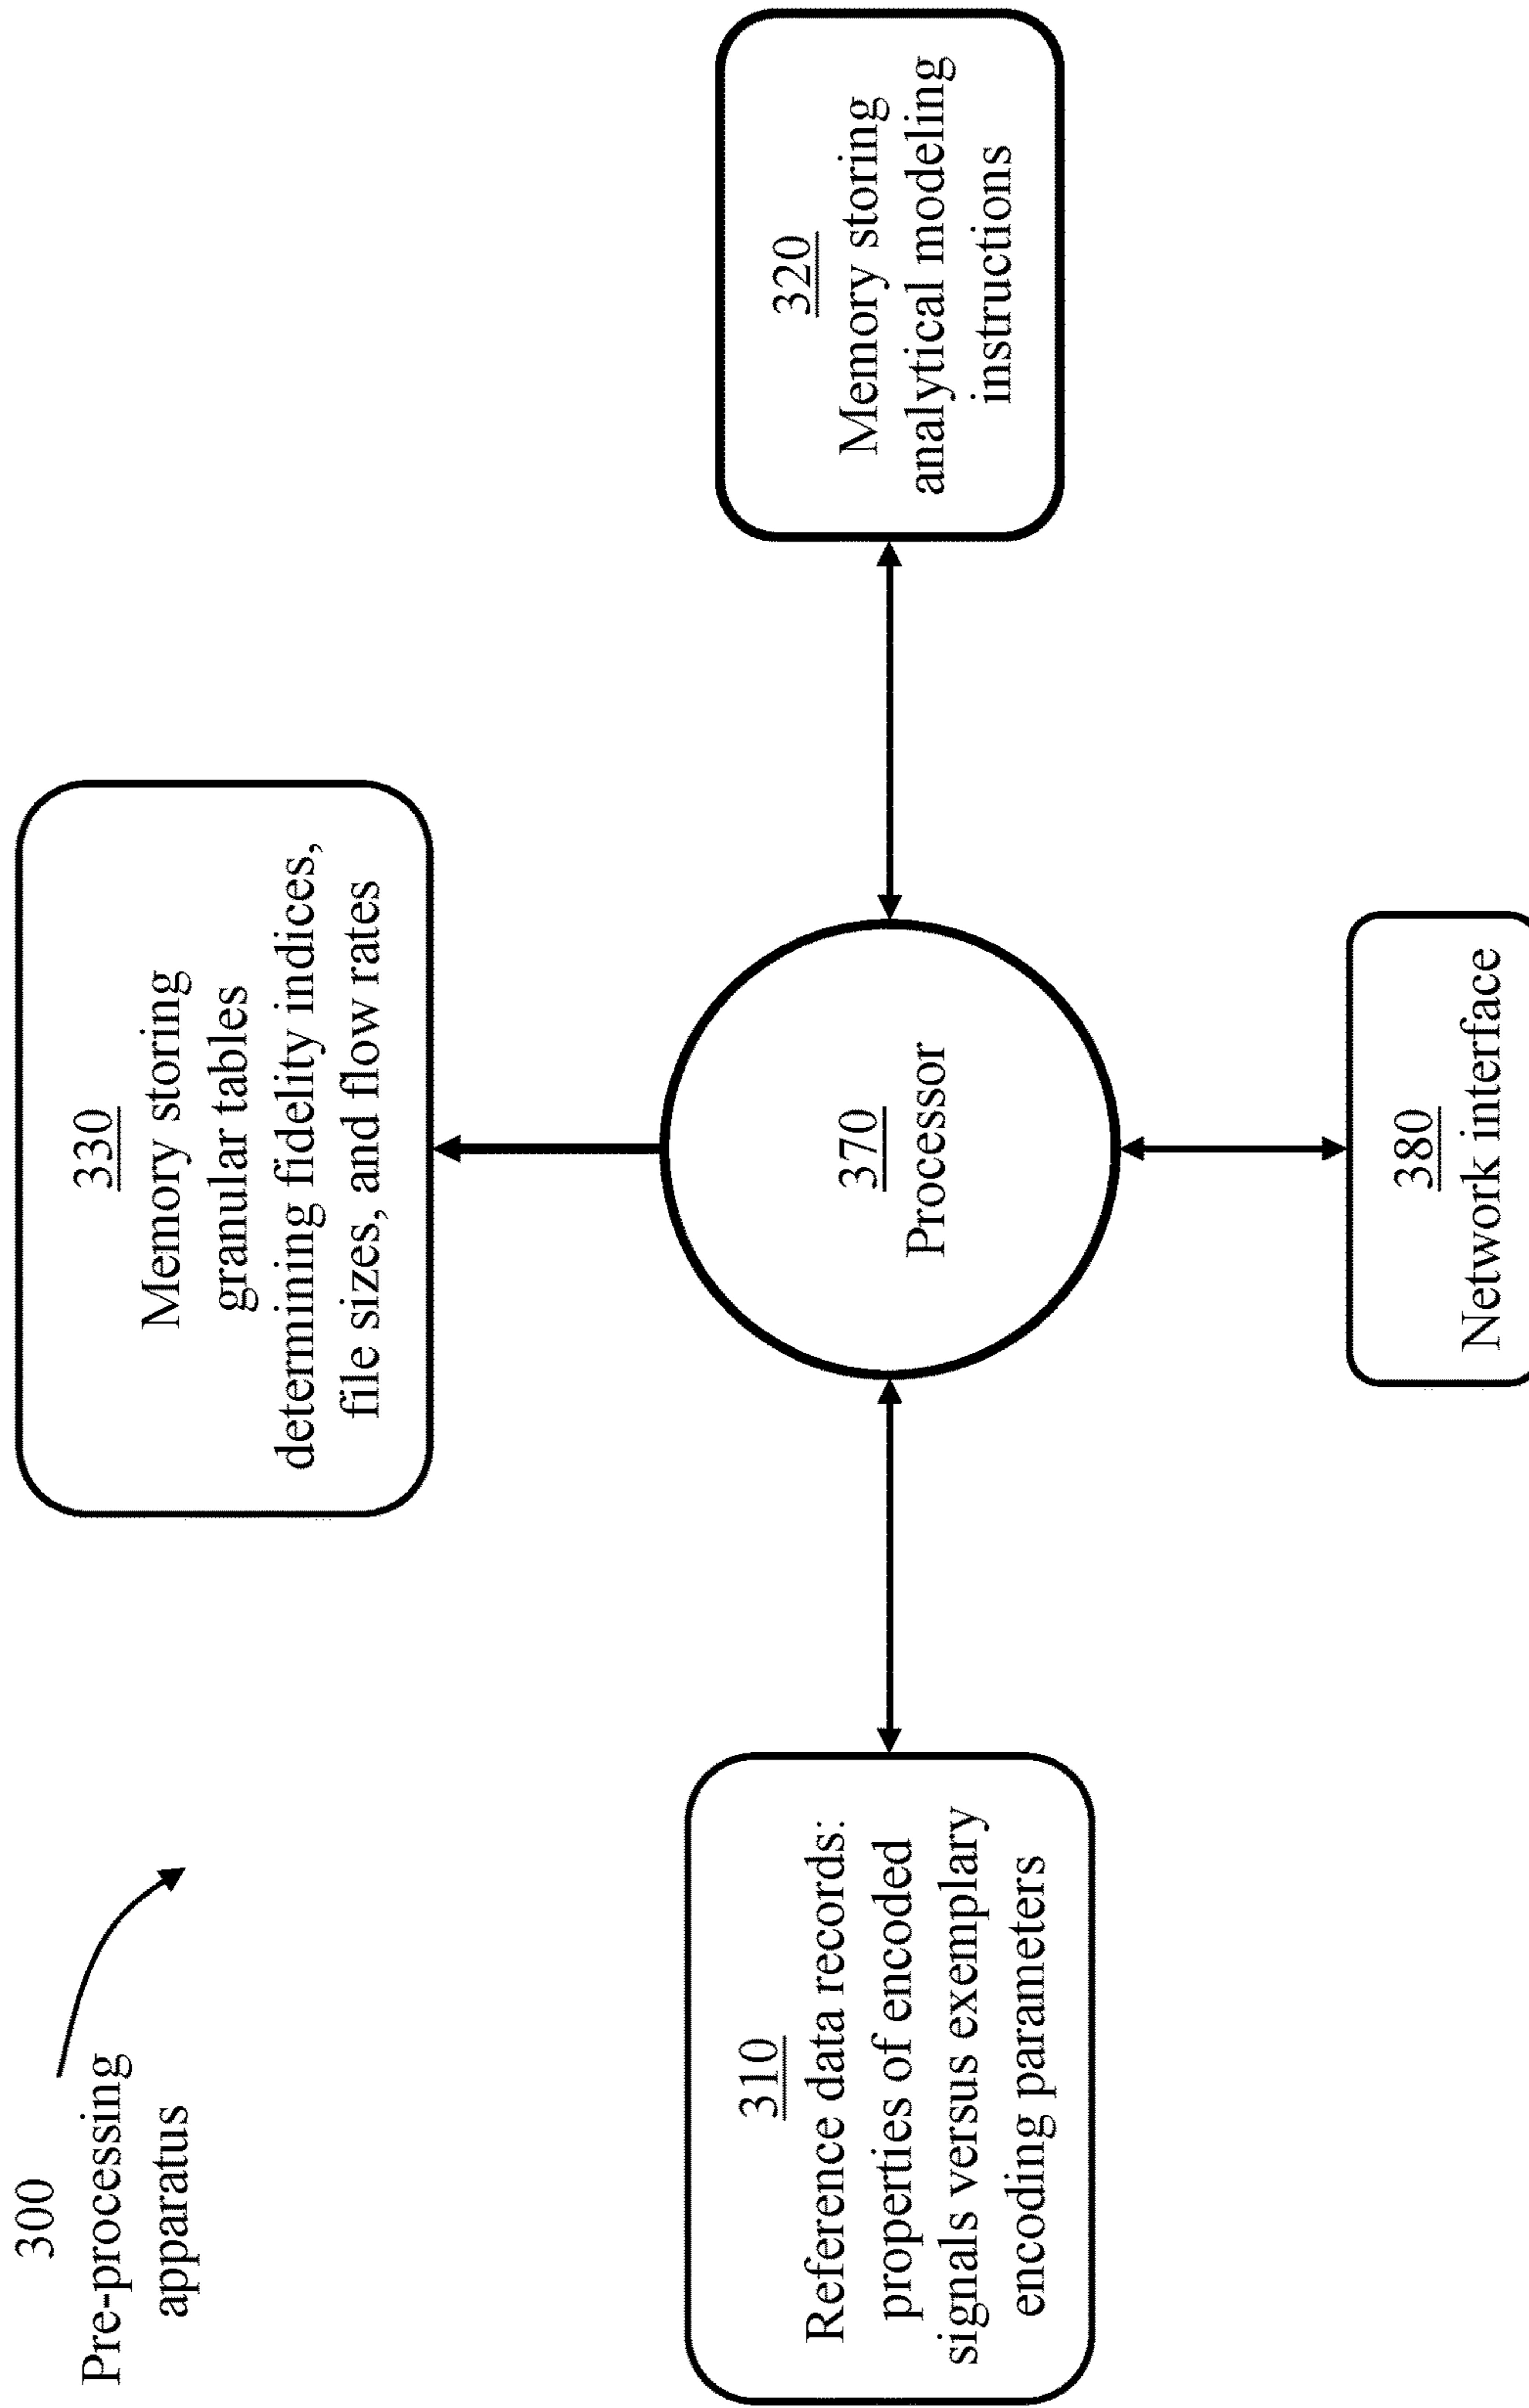 300
Pre-processing
apparatus
330
Memory storing
granular tables
determining fidelity indices,
file sizes, and flow rates
310
Reference data records:
properties of encoded
signals versus exemplary
encoding parameters
370
Processor
320
Memory storing
analytical modeling
instructions
380
Network interface